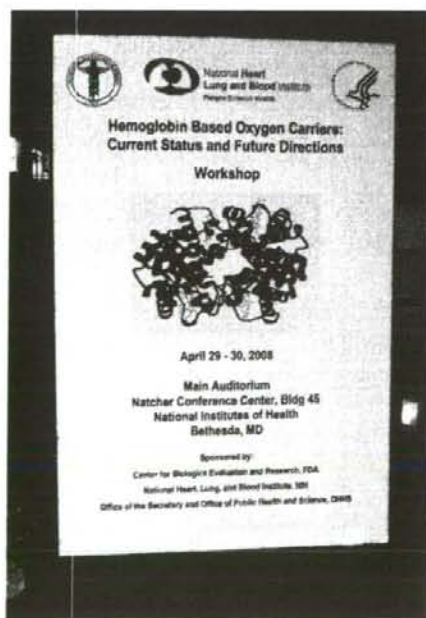 National Heart
Lung and Blood Institute
People Science Health
Hemoglobin Based Oxygen Carriers:
Current Status and Future Directions
Workshop
April 29 - 30, 2008
Main Auditorium
Natcher Conference Center, Bldg 45
National Institutes of Health
Bethesda, MD
Sponsored by:
Center for Biologics Evaluation and Research, FDA
National Heart, Lung, and Blood Institute, NIH
Office of the Secretary and Office of Public Health and Science, DHHS